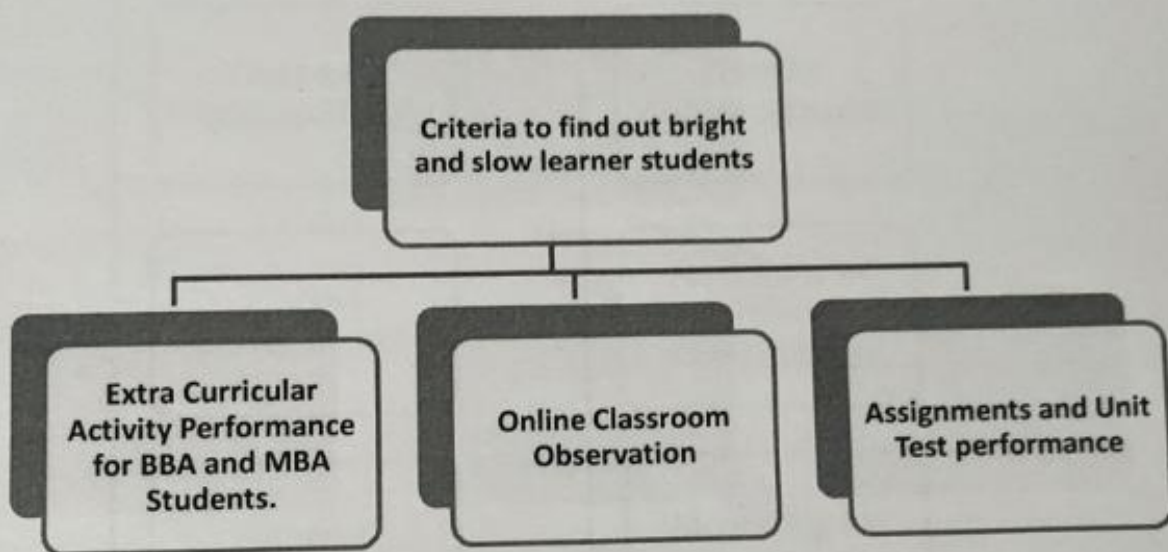 Criteria to find out bright
and slow learner students
Extra Curricular
Activity Performance
for BBA and MBA
Students.
Online Classroom
Observation
Assignments and Unit
Test performance